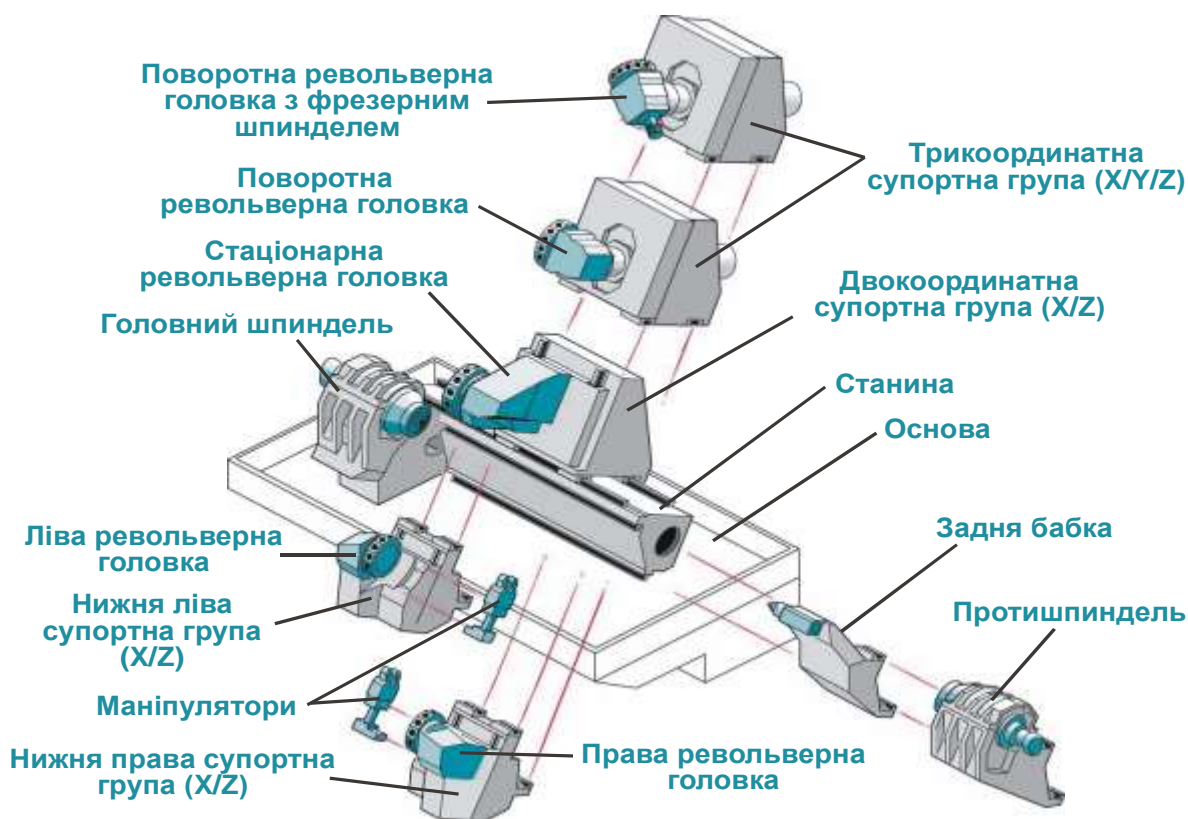 Поворотна револьверна
головка з фрезерним
шпинделем
Трикоординатна
супортна група (X/Y/Z)
Поворотна
револьверна головка
Стаціонарна
револьверна головка
Двокоординатна
супортна група (X/Z)
Головний шпиндель
Станина
Основа
Ліва револьверна
головка
Задня бабка
Нижня ліва
супортна група
(X/Z)
Протишпиндель
Маніпулятори
Нижня права супортна
група (X/Z)
Права револьверна
головка